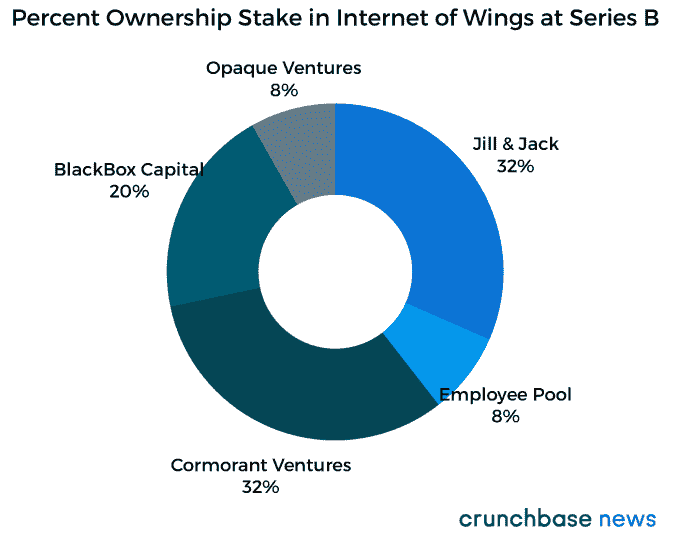 Percent Ownership Stake in Internet of Wings at Series B
Opaque Ventures
8%
Jill & Jack
32%
BlackBox Capital
20%
Employee Pool
8%
Cormorant Ventures
32%
crunchbase news